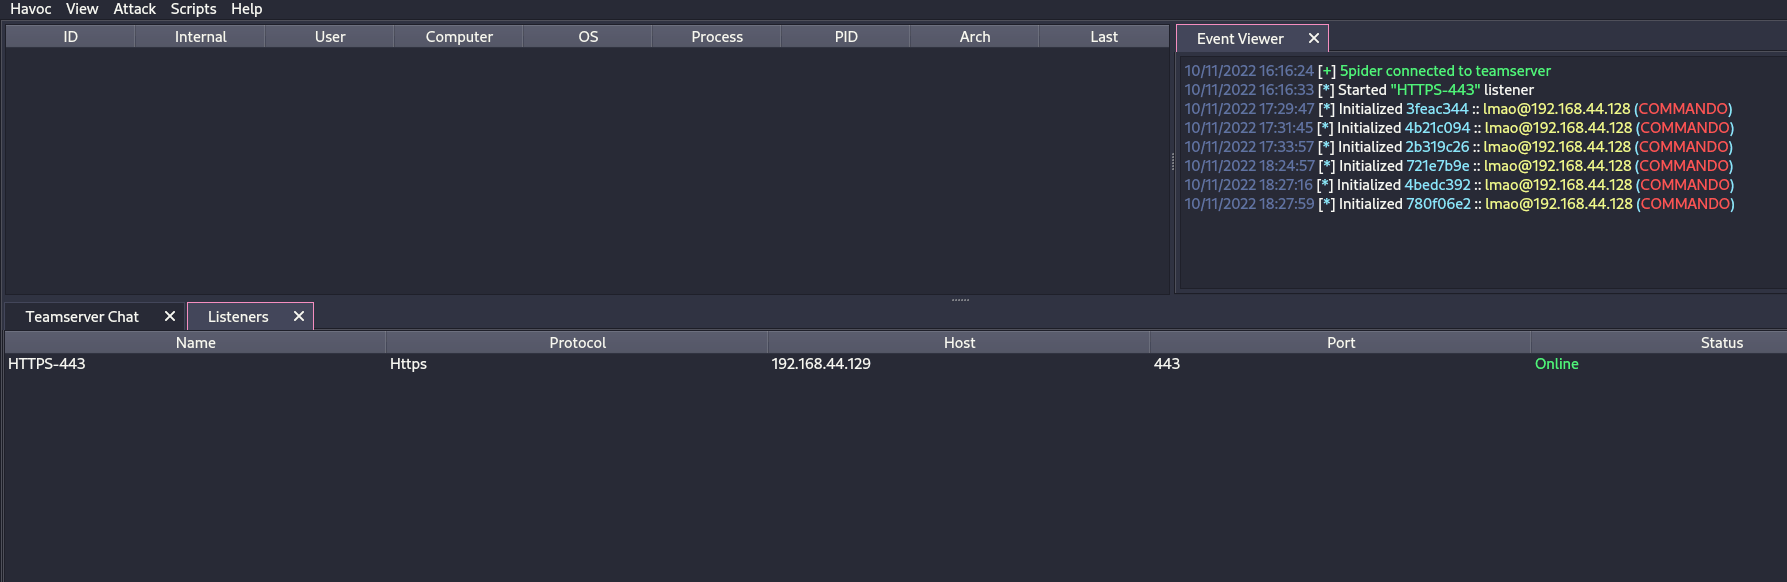 Havoc View Attack Scripts Help
ID Internal User Computer OS Process PID Arch Last
Event Viewer
10/11/2022 16:16:24 [+] 5pider connected to teamserver
10/11/2022 16:16:33 [*] Started "HTTPS-443" listener
10/11/2022 17:29:47 [*] Initialized 3feac344 :: lmao@192.168.44.128 (COMMANDO)
10/11/2022 17:31:45 [*] Initialized 4b21c094 :: lmao@192.168.44.128 (COMMANDO)
10/11/2022 17:33:57 [*] Initialized 2b319c26 :: lmao@192.168.44.128 (COMMANDO)
10/11/2022 18:24:57 [*] Initialized 721e7b9e :: lmao@192.168.44.128 (COMMANDO)
10/11/2022 18:27:16 [*] Initialized 4bedc392 :: lmao@192.168.44.128 (COMMANDO)
10/11/2022 18:27:59 [*] Initialized 780f06e2 :: lmao@192.168.44.128 (COMMANDO)
Teamserver Chat Listeners
Name Protocol Host Port Status
HTTPS-443 Https 192.168.44.129 443 Online